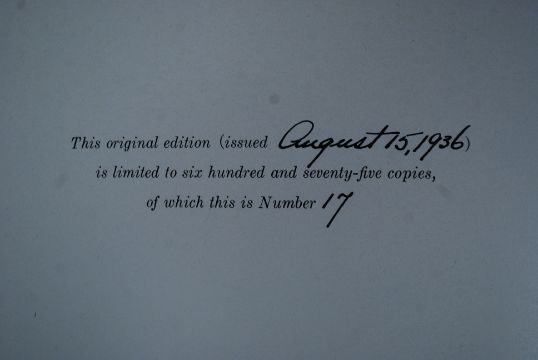 This original edition (issued August 15, 1936)
is limited to six hundred and seventy-five copies,
of which this is Number 17